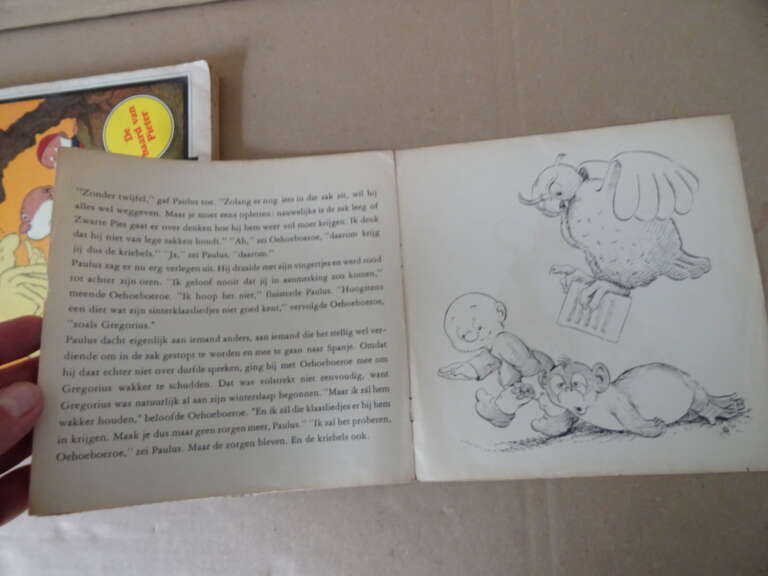 De
baard van
Pieter
"Zonder twijfel," gaf Paulus toe. "Zolang er nog iets in die zak zit, wil hij
alles wel weggeven. Maar je moet eens opletten: nauwelijks is de zak leeg of
Zwarte Piet gaat er over denken hoe hij hem weer vol moet krijgen. Ik denk
dat hij niet van lege zakken houdt." "Ah," zei Oehoeboeroe, "daarom krijg
jij dus de kriebels." "Ja," zei Paulus, "daarom."
Paulus zag er nu erg verlegen uit. Hij draaide met zijn vingertjes en werd rood
tot achter zijn oren. "Ik geloof nooit dat jij in aanmerking zou komen,"
meende Oehoeboeroe. "Ik hoop het niet," fluisterde Paulus. "Hoogstens
een dier wat zijn sinterklaasliedjes niet goed kent," vervolgde Oehoeboeroe,
"zoals Gregorius."
Paulus dacht eigenlijk aan iemand anders, aan iemand die het stellig wel ver-
diende om in de zak gestopt te worden en mee te gaan naar Spanje. Omdat
hij daar echter niet over durfde spreken, ging hij met Oehoeboeroe mee om
Gregorius wakker te schudden. Dat was volstrekt niet eenvoudig, want
Gregorius was natuurlijk al aan zijn winterslaap begonnen. "Maar ik zál hem
wakker houden," beloofde Oehoeboeroe. "En ik zál die klaasliedjes er bij hem
in krijgen. Maak je dus maar geen zorgen meer, Paulus." "Ik zal het proberen,
Oehoeboeroe," zei Paulus. Maar de zorgen bleven. En de kriebels ook.